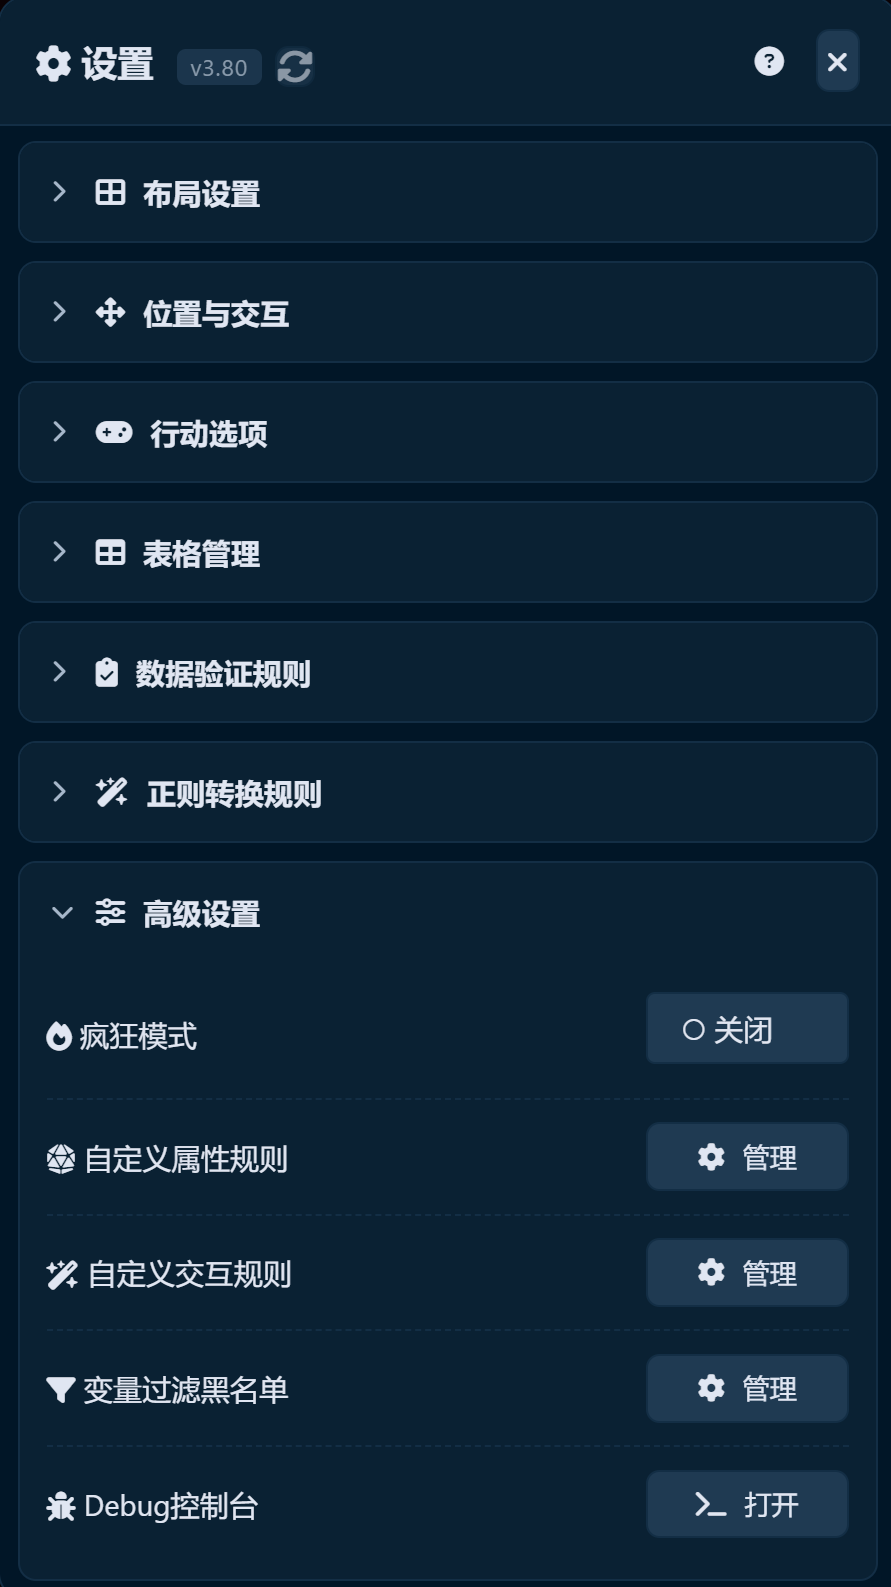 设置 v3.80
布局设置
位置与交互
行动选项
表格管理
数据验证规则
正则转换规则
高级设置
疯狂模式 关闭
自定义属性规则 管理
自定义交互规则 管理
变量过滤黑名单 管理
Debug控制台 打开